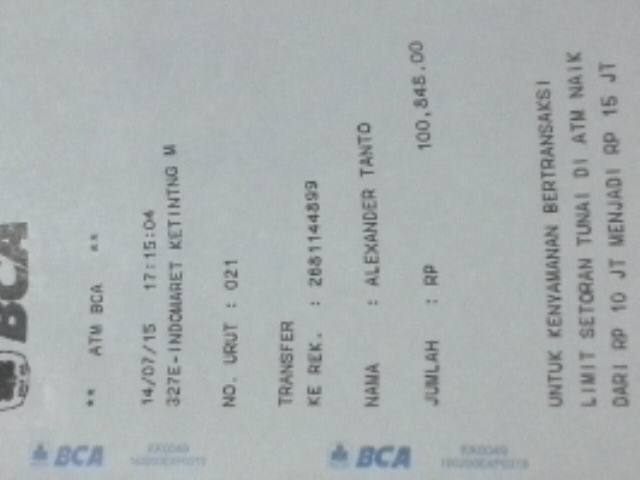 BCA
** ATM BCA **
14/07/15 17:15:04
327E-INDOMARET KETINTNG M
NO. URUT : 021
TRANSFER
KE REK. : 2681144899
NAMA : ALEXANDER TANTO
JUMLAH : RP 100,848.00
UNTUK KENYAMANAN BERTRANSAKSI
LIMIT SETORAN TUNAI DI ATM NAIK
DARI RP 10 JT MENJADI RP 15 JT
BCA
BCA